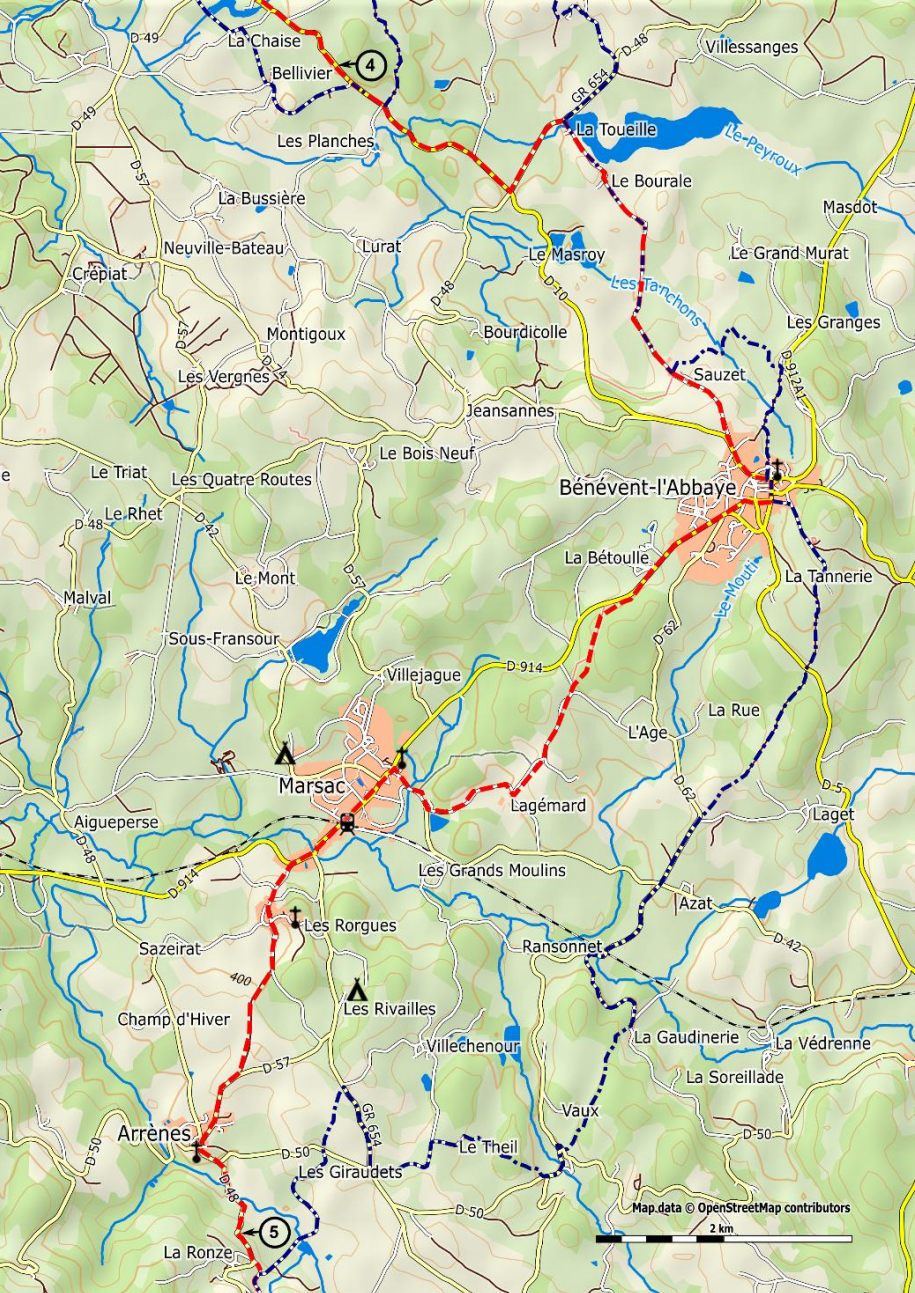 D-49
La Chaise
D-48
Villessanges
4
Bellivier
GR 654
D-49
La Toueille
Le Peyroux
Les Planches
D-57
Le Bourale
La Bussière
Masdot
Neuville-Bateau
Lurat
Le Masroy
Le Grand Murat
Crépiat
D-48
D 10
Les Tanchons
D-57
Montigoux
Bourdicolle
Les Granges
Les Vergnes
Sauzet
D 912A1
Jeansannes
Le Bois Neuf
e
Le Triat
Les Quatre Routes
Bénévent-l'Abbaye
Le Rhet
D-48
D-42
La Bétoulle
Le Mont
D-57
La Tannerie
Malval
Le Mouti
Sous-Fransour
D-62
D 914
Villejague
L'Age
La Rue
Marsac
D-62
D-5
Lagémard
Laget
Aigueperse
D-48
Les Grands Moulins
D-914
Azat
Les Rorgues
D-42
Sazeirat
Ransonnet
400
Les Rivailles
Champ d'Hiver
La Gaudinerie
La Védrenne
Villechenour
D-57
La Soreillade
Vaux
GR 654
Arrènes
D-50
D-50
Le Theil
D-50
Les Giraudets
D-48
D-50
Map data © OpenStreetMap contributors
2 km
5
La Ronze